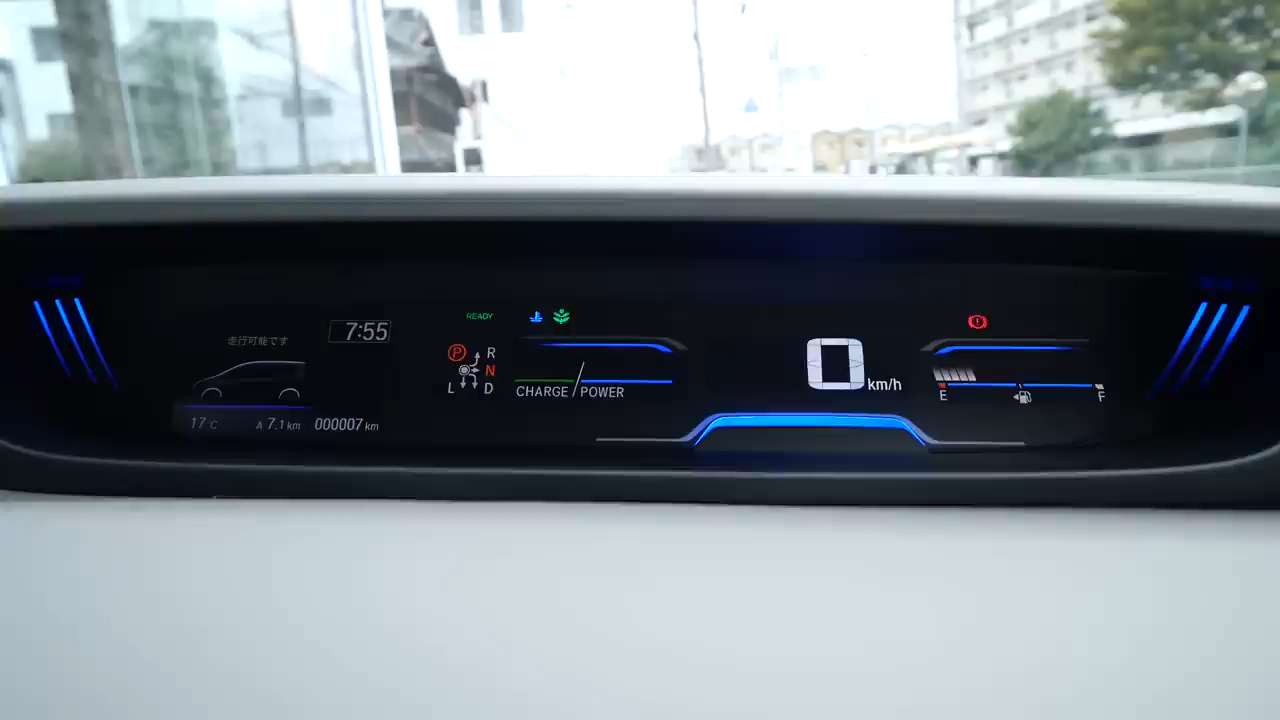 7:55
走行可能です
17°C
A 7.1 km
000007 km
READY
P
R
N
L
D
CHARGE
POWER
0 km/h
E
F